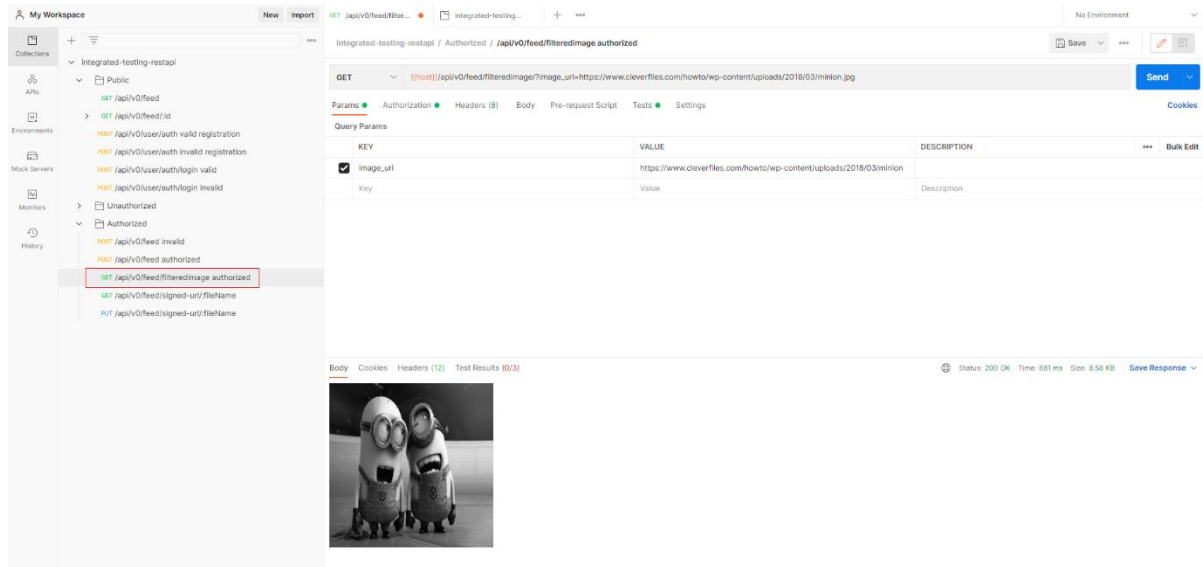 My Workspace
New Import
GET /api/v0/feed/filter...
integrated-testing...
No Environment
Collections
APIs
Environments
Mock Servers
Monitors
History
integrated-testing-restapi
Public
GET /api/v0/feed
GET /api/v0/feed/:id
POST /api/v0/user/auth valid registration
POST /api/v0/user/auth invalid registration
POST /api/v0/user/auth/login valid
POST /api/v0/user/auth/login invalid
Unauthorized
Authorized
POST /api/v0/feed invalid
POST /api/v0/feed authorized
GET /api/v0/feed/filteredimage authorized
GET /api/v0/feed/signed-url/:fileName
PUT /api/v0/feed/signed-url/:fileName
integrated-testing-restapi / Authorized / /api/v0/feed/filteredimage authorized
Save
GET {{host}}/api/v0/feed/filteredimage/?image_url=https://www.cleverfiles.com/howto/wp-content/uploads/2018/03/minion.jpg
Send
Params Authorization Headers (8) Body Pre-request Script Tests Settings
Cookies
Query Params
KEY VALUE DESCRIPTION Bulk Edit
image_url https://www.cleverfiles.com/howto/wp-content/uploads/2018/03/minion
Key Value Description
Body Cookies Headers (12) Test Results (0/3)
Status: 200 OK Time: 881 ms Size: 8.58 KB Save Response